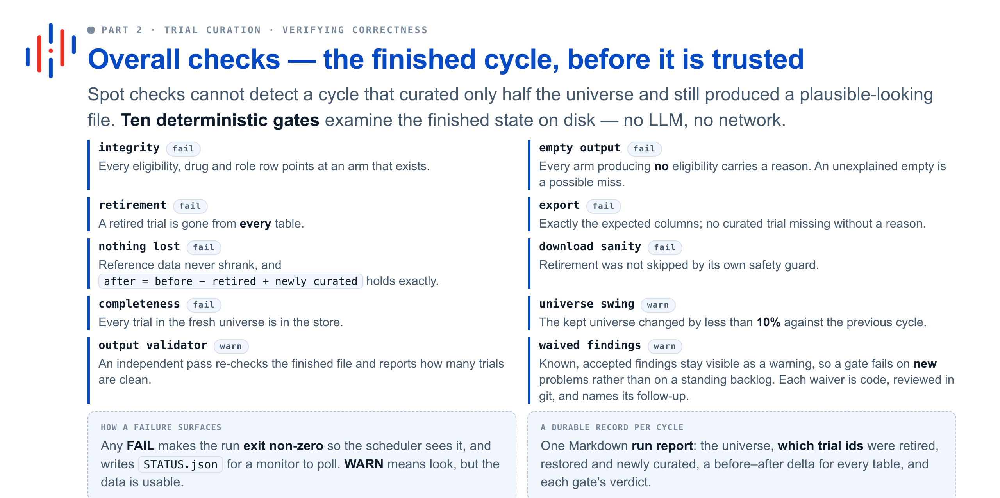 PART 2 · TRIAL CURATION · VERIFYING CORRECTNESS
Overall checks — the finished cycle, before it is trusted
Spot checks cannot detect a cycle that curated only half the universe and still produced a plausible-looking
file. Ten deterministic gates examine the finished state on disk — no LLM, no network.
integrity fail
Every eligibility, drug and role row points at an arm that exists.
empty output fail
Every arm producing no eligibility carries a reason. An unexplained empty is
a possible miss.
retirement fail
A retired trial is gone from every table.
export fail
Exactly the expected columns; no curated trial missing without a reason.
nothing lost fail
Reference data never shrank, and
after = before − retired + newly curated holds exactly.
download sanity fail
Retirement was not skipped by its own safety guard.
completeness fail
Every trial in the fresh universe is in the store.
universe swing warn
The kept universe changed by less than 10% against the previous cycle.
output validator warn
An independent pass re-checks the finished file and reports how many trials
are clean.
waived findings warn
Known, accepted findings stay visible as a warning, so a gate fails on new
problems rather than on a standing backlog. Each waiver is code, reviewed in
git, and names its follow-up.
HOW A FAILURE SURFACES
Any FAIL makes the run exit non-zero so the scheduler sees it, and
writes STATUS.json for a monitor to poll. WARN means look, but the
data is usable.
A DURABLE RECORD PER CYCLE
One Markdown run report: the universe, which trial ids were retired,
restored and newly curated, a before–after delta for every table, and
each gate's verdict.